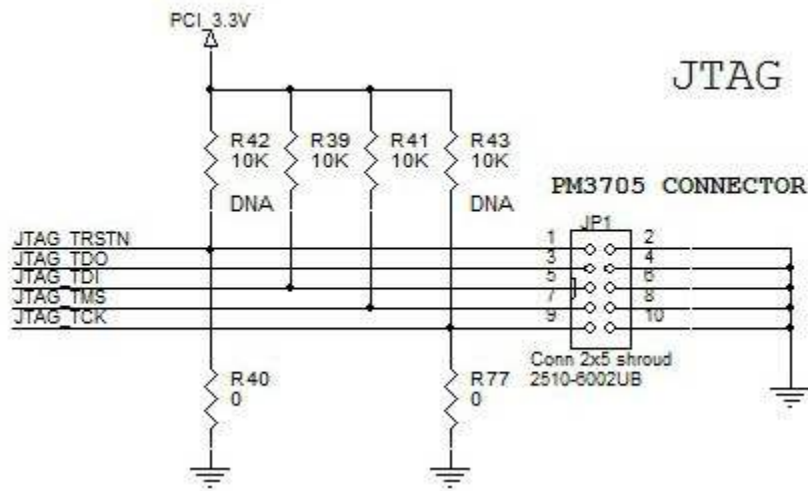 PCI_3.3V
JTAG
R42
10K
DNA
R39
10K
R41
10K
R43
10K
DNA
PM3705 CONNECTOR
JP1
JTAG_TRSTN
JTAG_TDO
JTAG_TDI
JTAG_TMS
JTAG_TCK
1 2
3 4
5 6
7 8
9 10
R40
0
R77
0
Conn 2x5 shroud
2510-6002UB